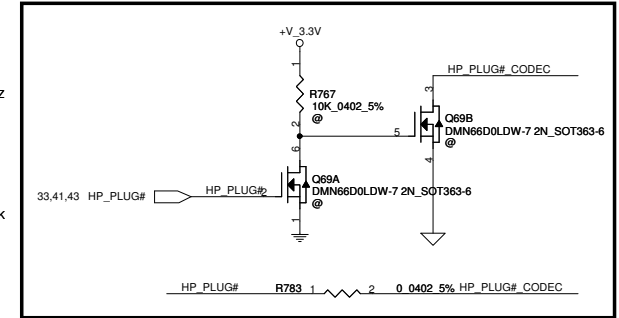 +V_3.3V
1
R767
10K_0402_5%
@
2
HP_PLUG#_CODEC
3
5
Q69B
DMN66D0LDW-7 2N_SOT363-6
@
4
6
Q69A
DMN66D0LDW-7 2N_SOT363-6
@
33,41,43 HP_PLUG#
HP_PLUG#
2
1
HP_PLUG# R783 1 2 0_0402_5% HP_PLUG#_CODEC
z
k